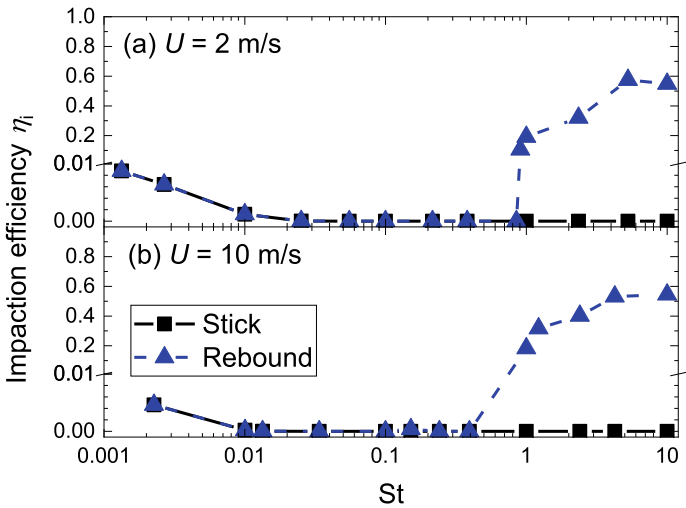 Impaction efficiency ηi
(a) U = 2 m/s
1.0
0.8
0.6
0.4
0.2
0.01
0.00
(b) U = 10 m/s
0.8
0.6
0.4
0.2
0.01
0.00
Stick
Rebound
0.001 0.01 0.1 1 10
St